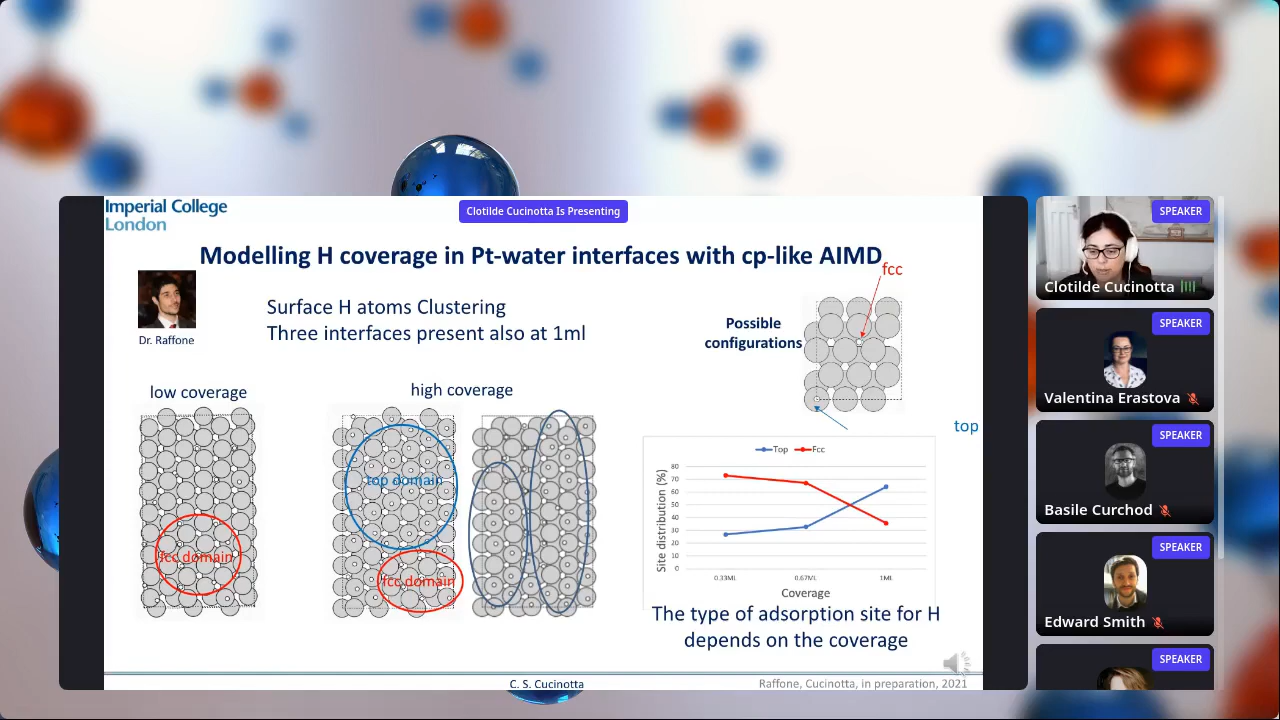 Imperial College
London
Clotilde Cucinotta Is Presenting
Modelling H coverage in Pt-water interfaces with cp-like AIMD
fcc
Dr. Raffone
Surface H atoms Clustering
Three interfaces present also at 1ml
Possible
configurations
low coverage
high coverage
top
top domain
fcc domain
fcc domain
Top Fcc
Site distribution (%)
80
70
60
50
40
30
20
10
0
0.33ML 0.67ML 1ML
Coverage
The type of adsorption site for H
depends on the coverage
C. S. Cucinotta
Raffone, Cucinotta, in preparation, 2021
SPEAKER
Clotilde Cucinotta
SPEAKER
Valentina Erastova
SPEAKER
Basile Curchod
SPEAKER
Edward Smith
SPEAKER